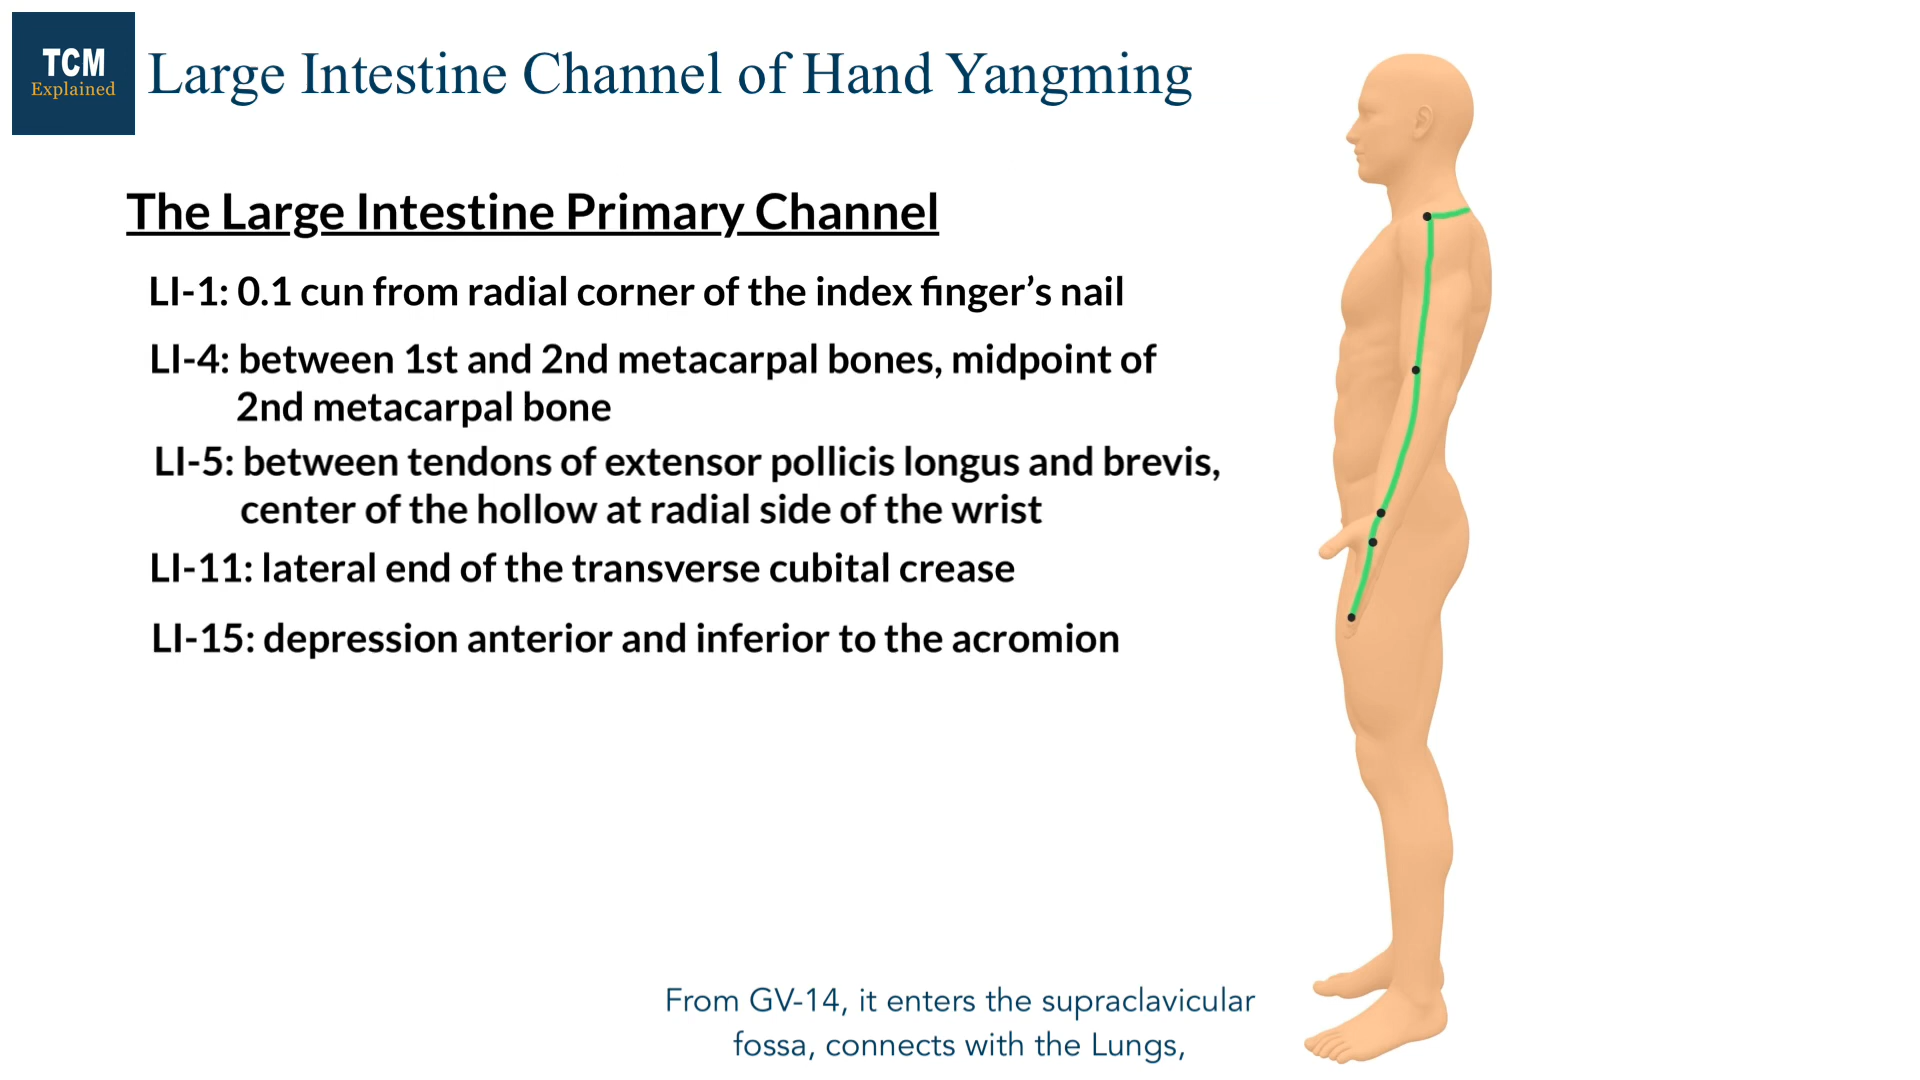 TCM
Explained
Large Intestine Channel of Hand Yangming
The Large Intestine Primary Channel
LI-1: 0.1 cun from radial corner of the index finger’s nail
LI-4: between 1st and 2nd metacarpal bones, midpoint of
2nd metacarpal bone
LI-5: between tendons of extensor pollicis longus and brevis,
center of the hollow at radial side of the wrist
LI-11: lateral end of the transverse cubital crease
LI-15: depression anterior and inferior to the acromion
From GV-14, it enters the supraclavicular
fossa, connects with the Lungs,